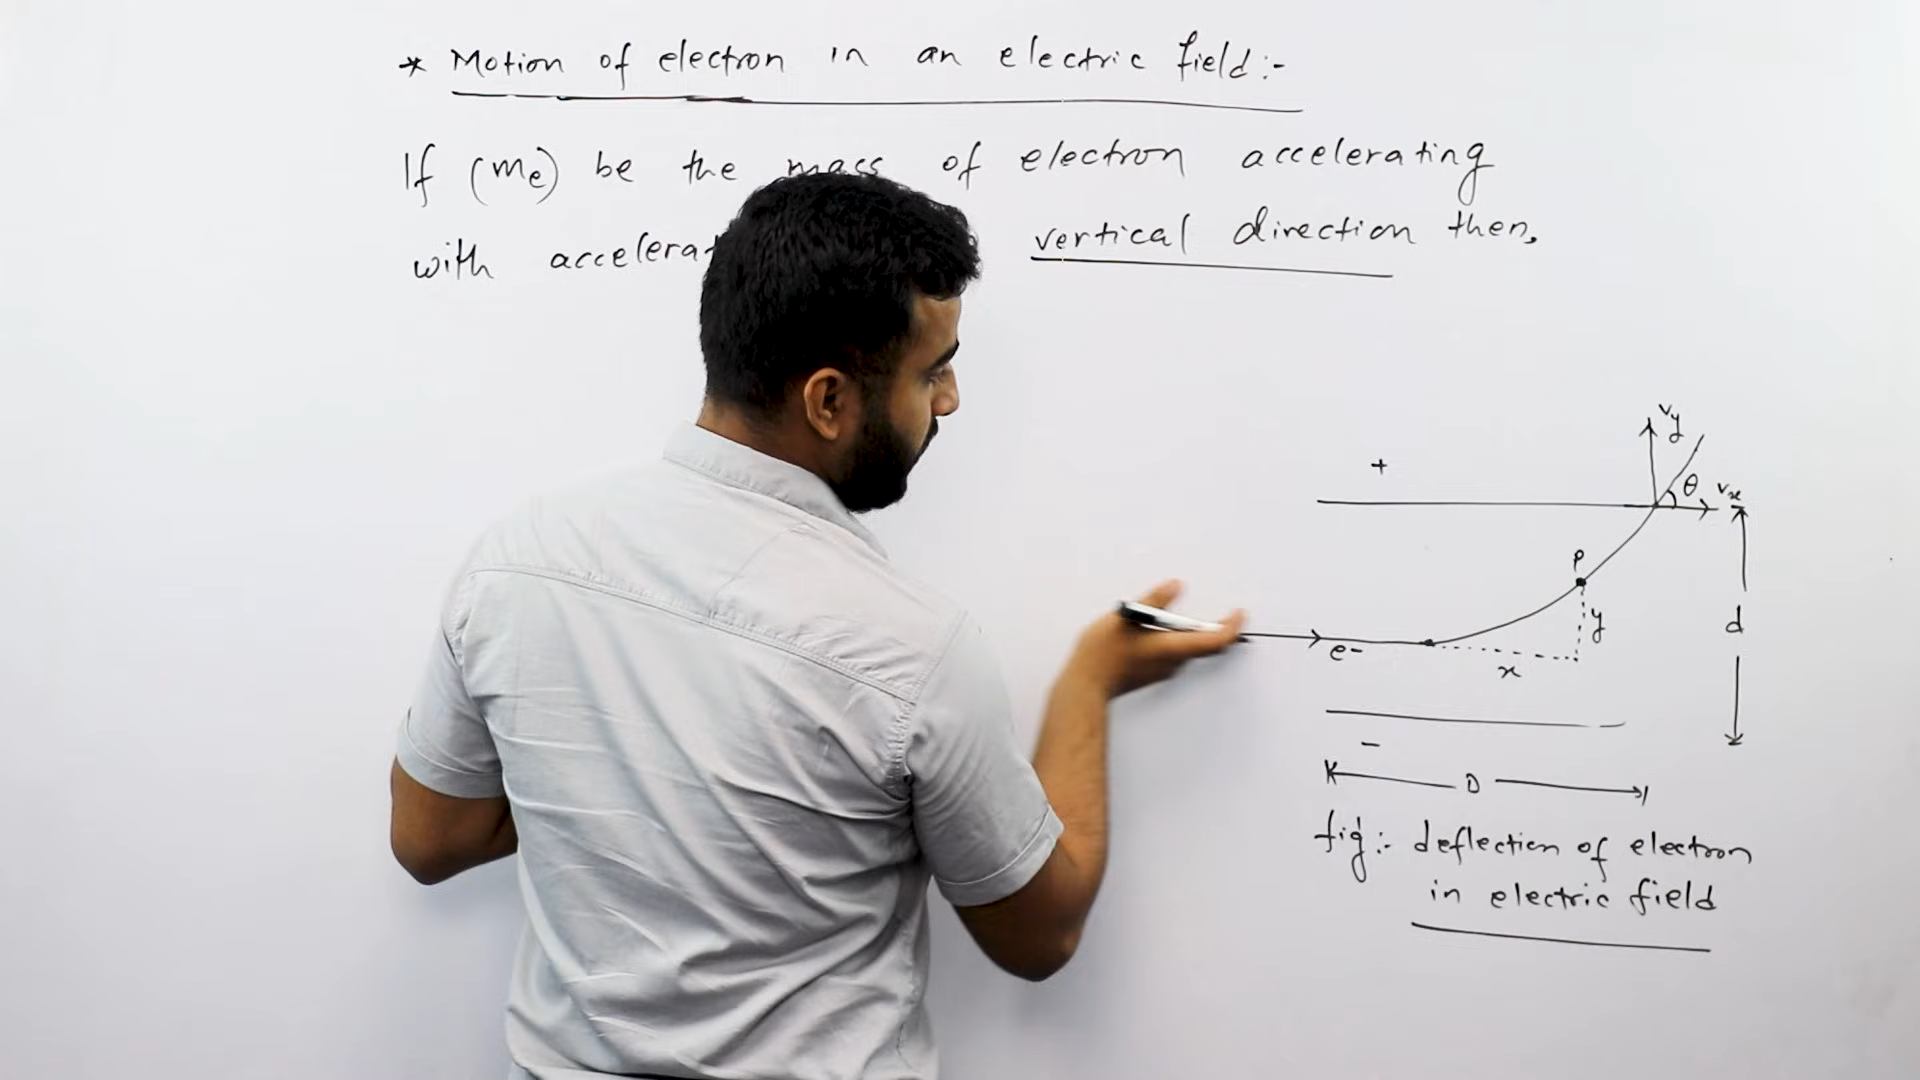 * Motion of electron in an electric field:-
If (me) be the mass of electron accelerating
with vertical direction then,
vy
+
θ
vx
P
y
d
e-
x
-
D
fig:- deflection of electron
in electric field